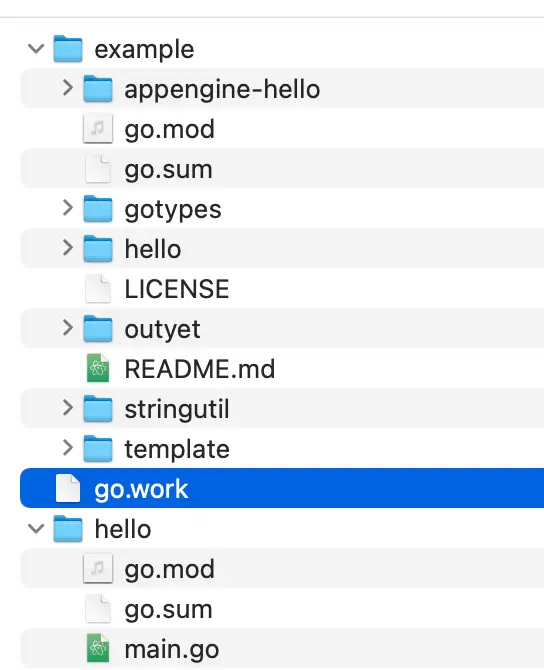 example
appengine-hello
go.mod
go.sum
gotypes
hello
LICENSE
outyet
README.md
stringutil
template
go.work
hello
go.mod
go.sum
main.go